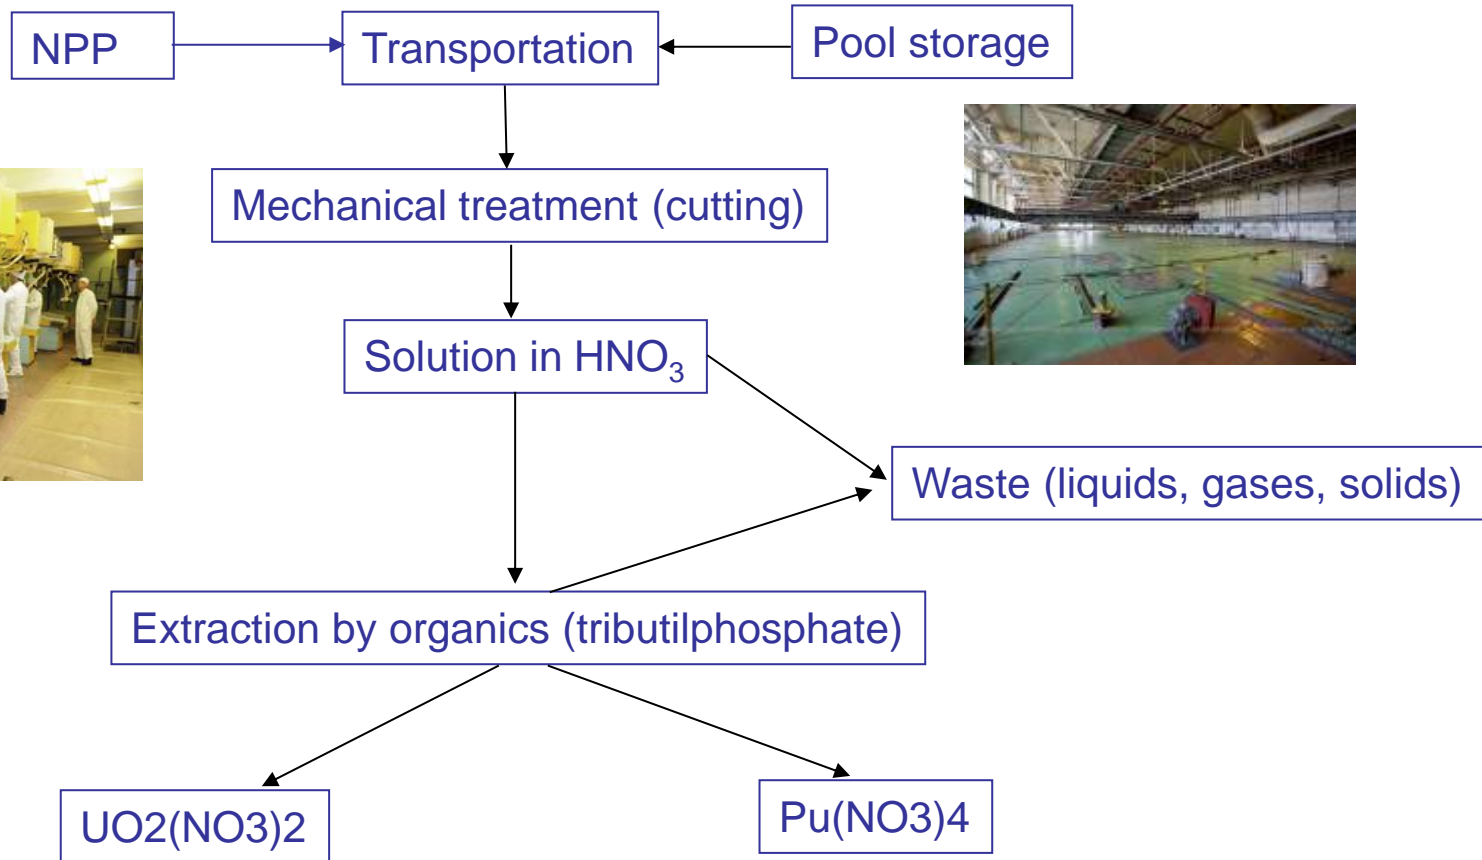 NPP
Transportation
Pool storage
Mechanical treatment (cutting)
Solution in HNO₃
Waste (liquids, gases, solids)
Extraction by organics (tributilphosphate)
UO2(NO3)2
Pu(NO3)4